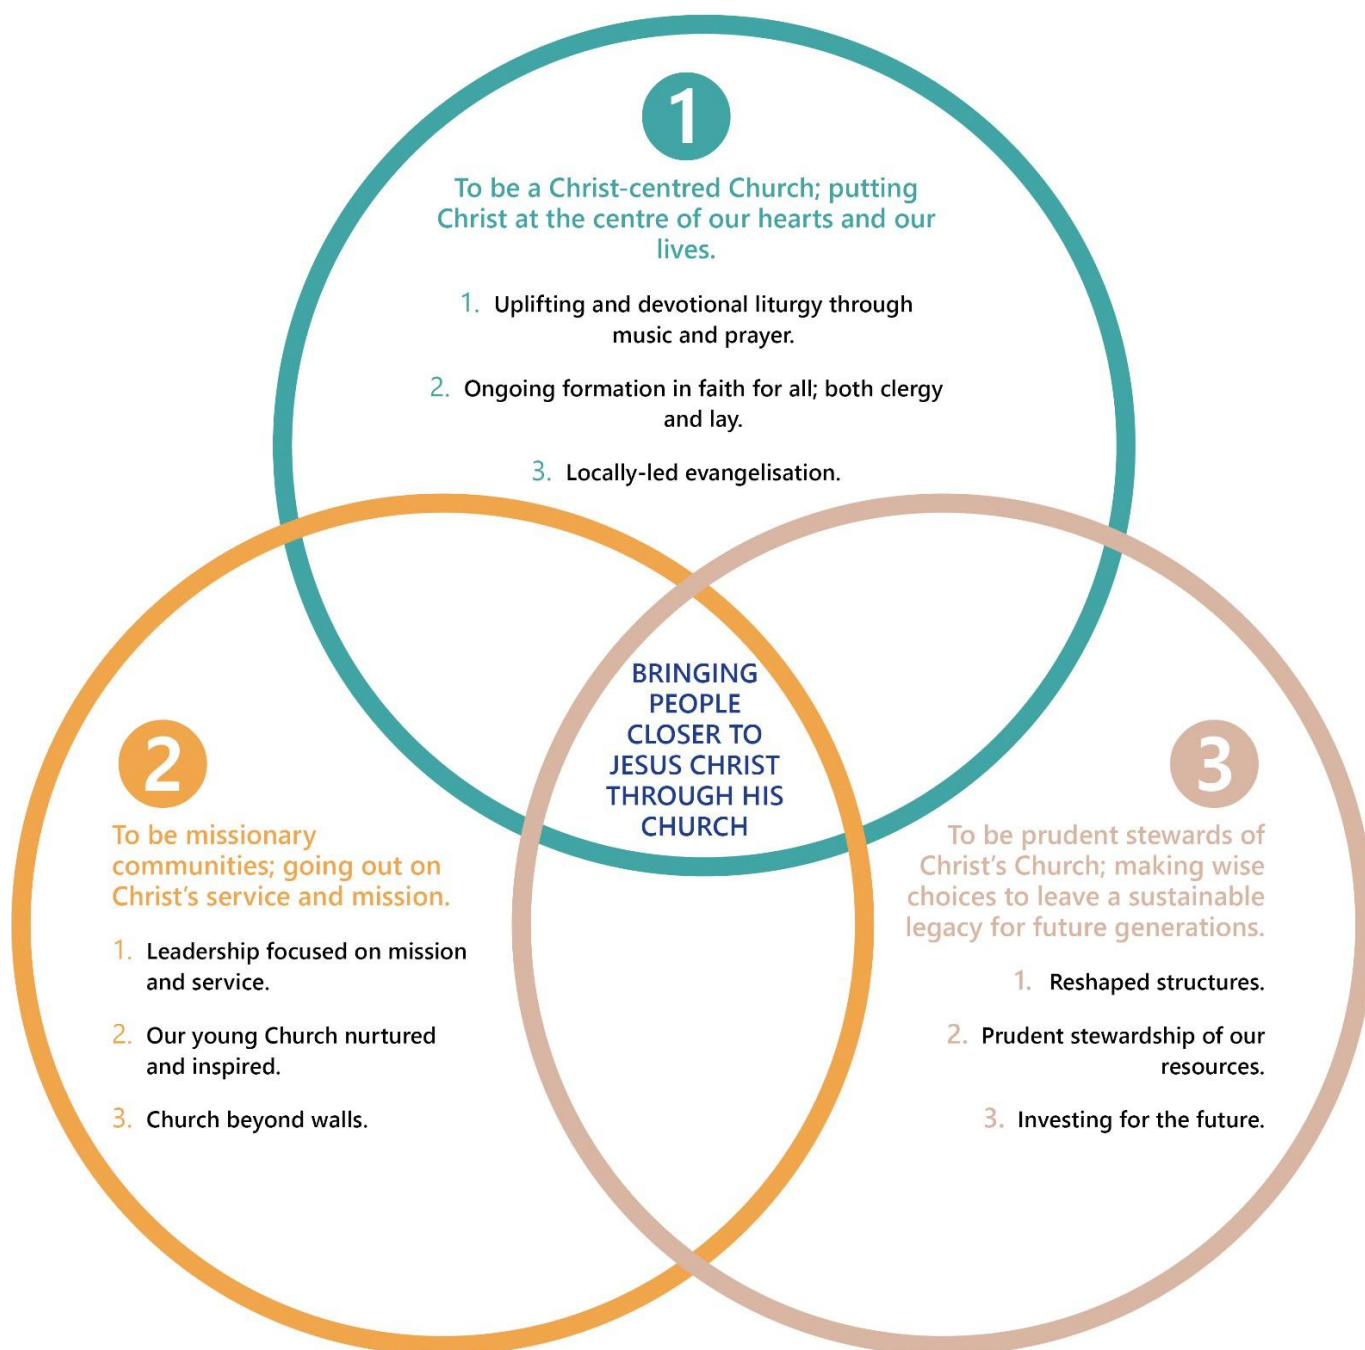 1
To be a Christ-centred Church; putting
Christ at the centre of our hearts and our
lives.
1. Uplifting and devotional liturgy through
music and prayer.
2. Ongoing formation in faith for all; both clergy
and lay.
3. Locally-led evangelisation.
BRINGING
PEOPLE
CLOSER TO
JESUS CHRIST
THROUGH HIS
CHURCH
2
To be missionary
communities; going out on
Christ's service and mission.
1. Leadership focused on mission
and service.
2. Our young Church nurtured
and inspired.
3. Church beyond walls.
3
To be prudent stewards of
Christ's Church; making wise
choices to leave a sustainable
legacy for future generations.
1. Reshaped structures.
2. Prudent stewardship of our
resources.
3. Investing for the future.